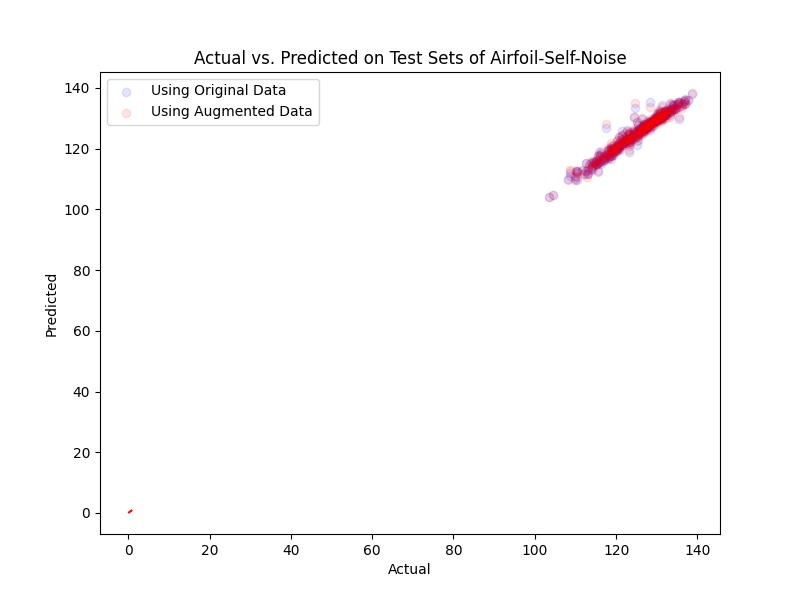 Actual vs. Predicted on Test Sets of Airfoil-Self-Noise
Using Original Data
Using Augmented Data
140
120
100
80
60
40
20
0
Predicted
0 20 40 60 80 100 120 140
Actual